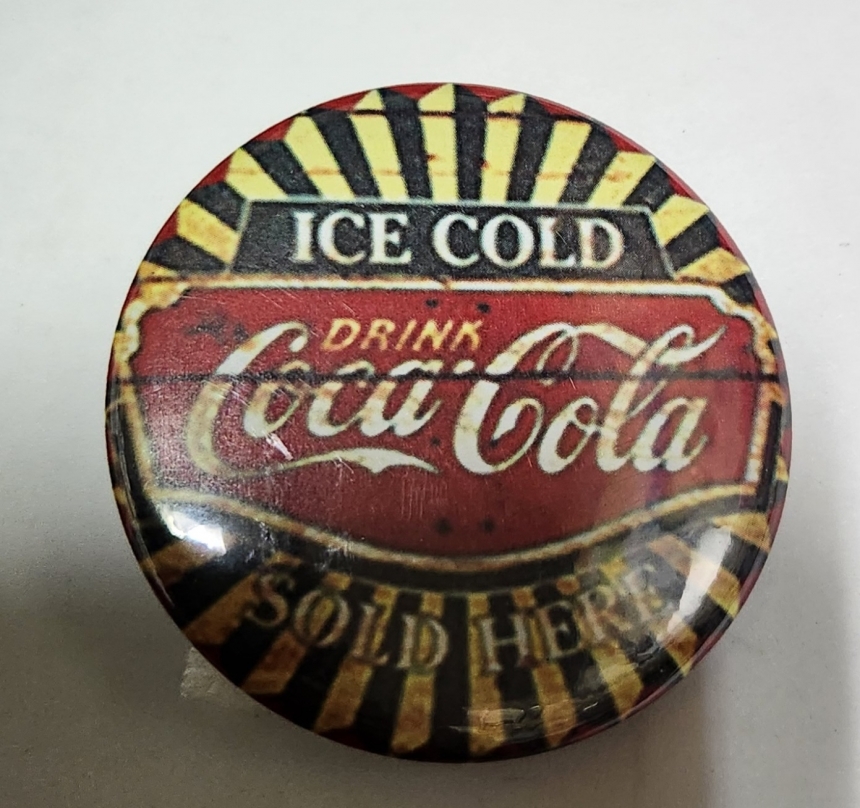 ICE COLD
DRINK
Coca-Cola
SOLD HERE